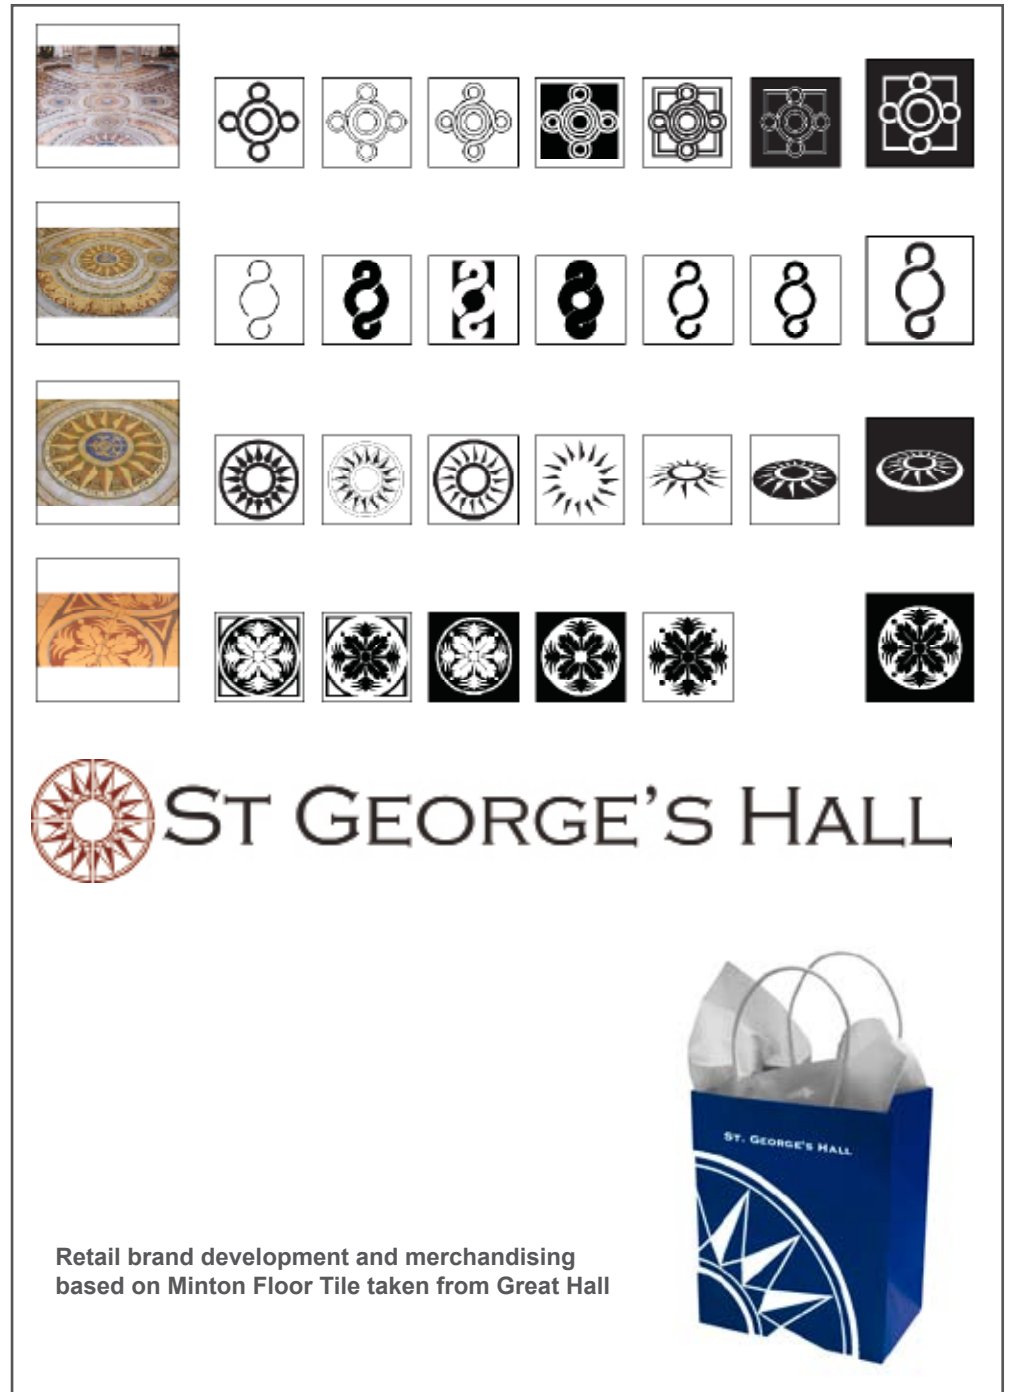 ST GEORGE'S HALL
ST. GEORGE'S HALL
Retail brand development and merchandising
based on Minton Floor Tile taken from Great Hall